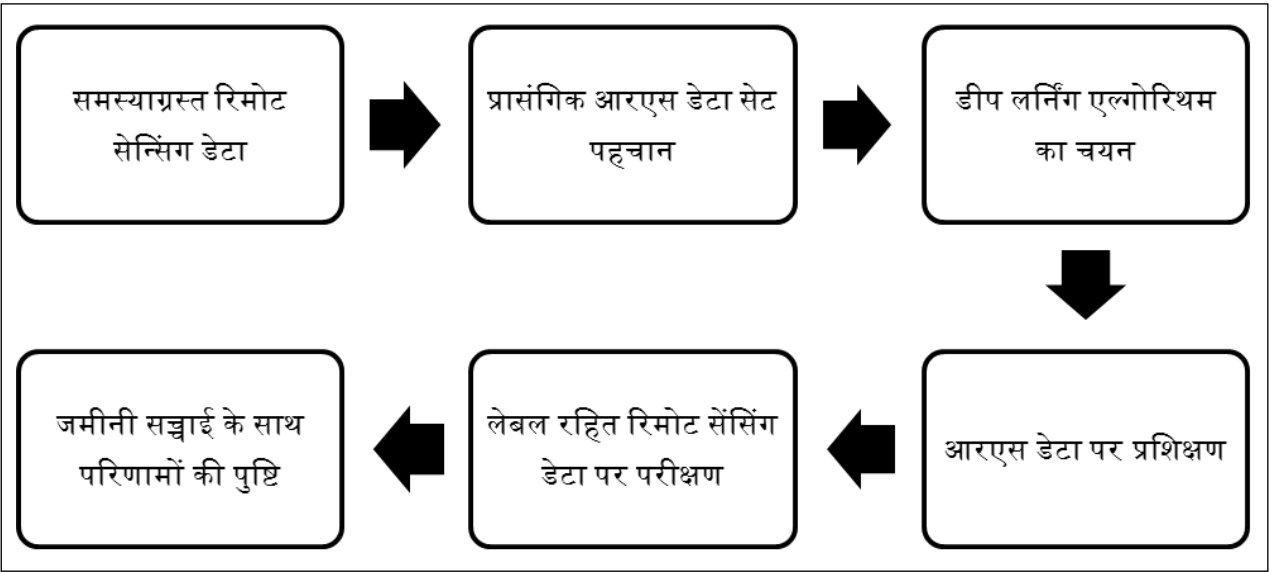 समस्याग्रस्त रिमोट
सेन्सिंग डेटा
प्रासंगिक आरएस डेटा सेट
पहचान
डीप लर्निंग एल्गोरिथम
का चयन
आरएस डेटा पर प्रशिक्षण
लेबल रहित रिमोट सेंसिंग
डेटा पर परीक्षण
जमीनी सच्चाई के साथ
परिणामों की पुष्टि